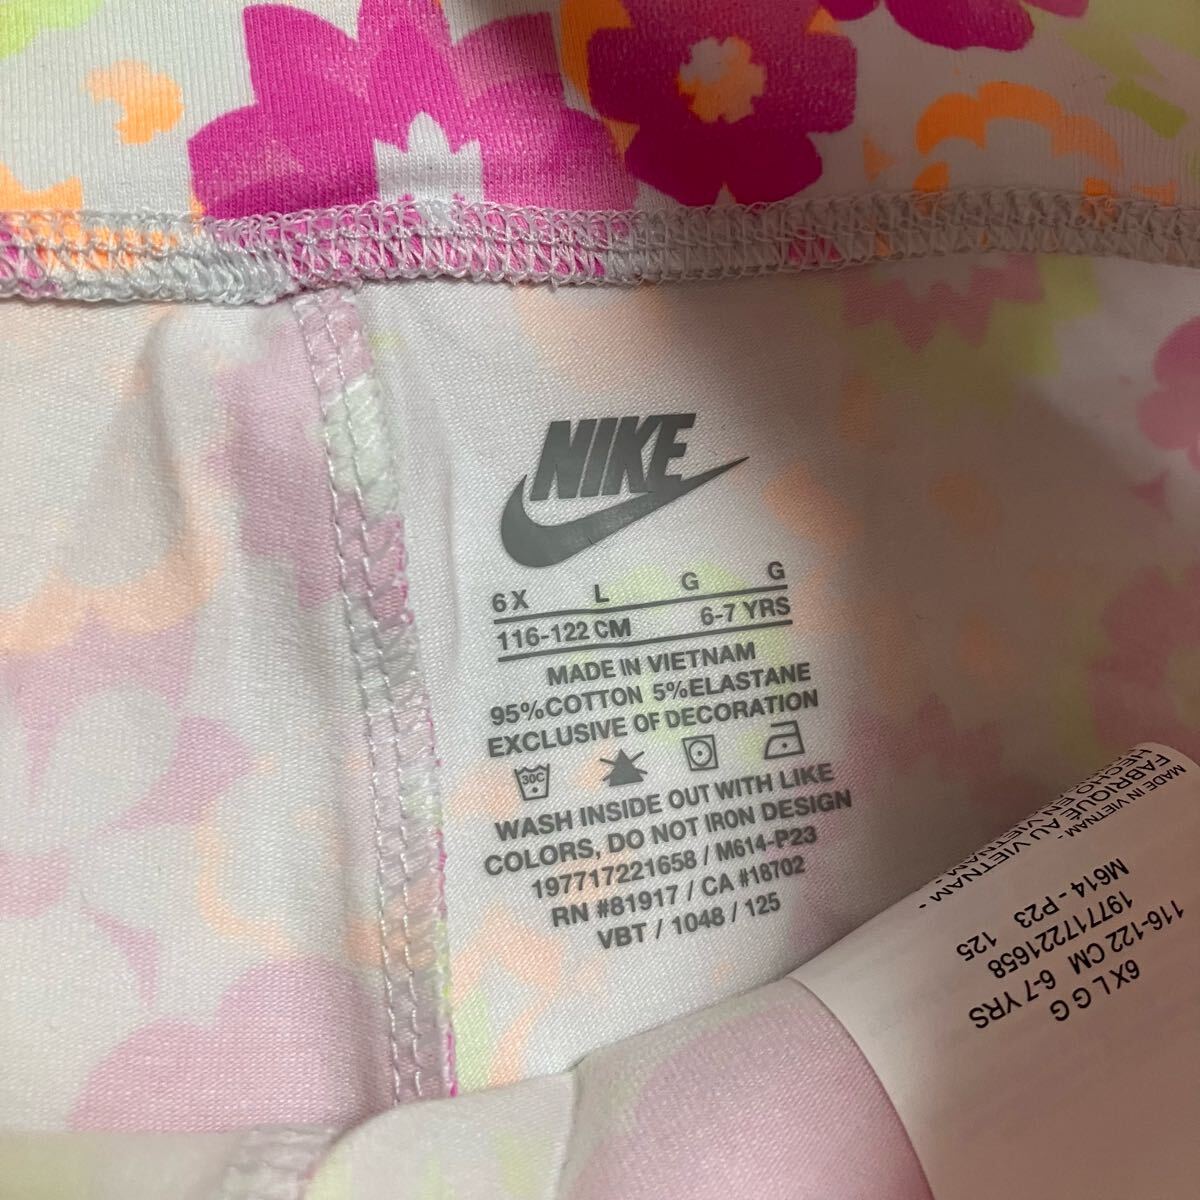 NIKE
6X L G G
116-122 CM 6-7 YRS
MADE IN VIETNAM
95%COTTON 5%ELASTANE
EXCLUSIVE OF DECORATION
30C
WASH INSIDE OUT WITH LIKE
COLORS, DO NOT IRON DESIGN
197717221658 / M614-P23
RN #81917 / CA #18702
VBT / 1048 / 125
6X L G G
116-122 CM 6-7 YRS
197717221658
M614 - P23 125
MADE IN VIETNAM -
FABRIQUÉ AU VIETNAM -
HECHO EN VIETNAM -